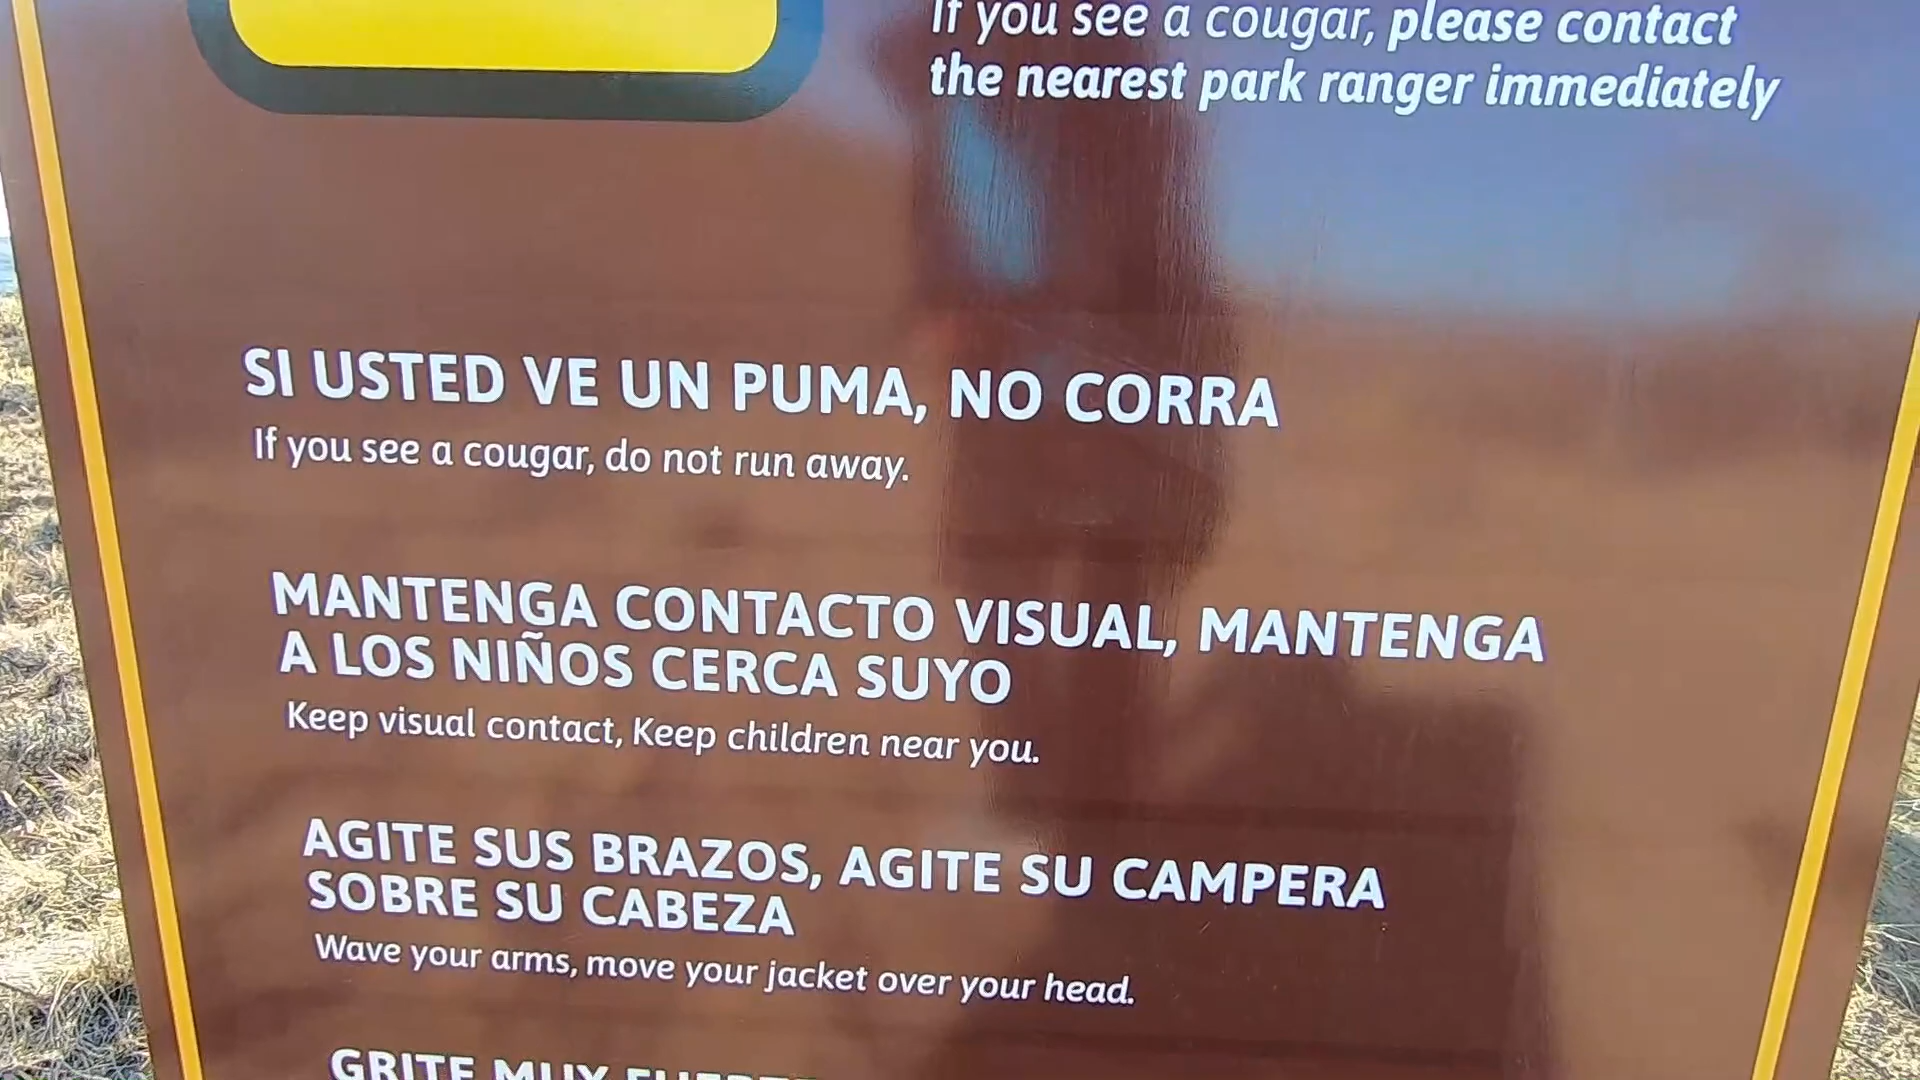 If you see a cougar, please contact
the nearest park ranger immediately
SI USTED VE UN PUMA, NO CORRA
If you see a cougar, do not run away.
MANTENGA CONTACTO VISUAL, MANTENGA
A LOS NIÑOS CERCA SUYO
Keep visual contact, Keep children near you.
AGITE SUS BRAZOS, AGITE SU CAMPERA
SOBRE SU CABEZA
Wave your arms, move your jacket over your head.
GRITE MUY